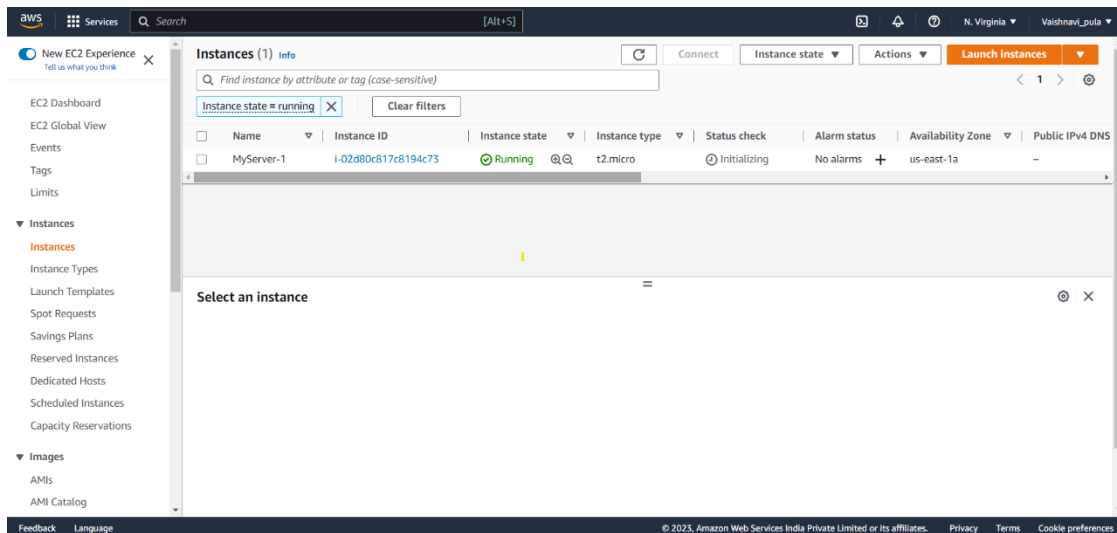 aws Services Search [Alt+S] N. Virginia Vaishnavi_pula
New EC2 Experience
Tell us what you think
EC2 Dashboard
EC2 Global View
Events
Tags
Limits
Instances
Instances
Instance Types
Launch Templates
Spot Requests
Savings Plans
Reserved Instances
Dedicated Hosts
Scheduled Instances
Capacity Reservations
Images
AMIs
AMI Catalog
Instances (1) Info Connect Instance state Actions Launch instances
Find instance by attribute or tag (case-sensitive) 1
Instance state = running Clear filters
Name Instance ID Instance state Instance type Status check Alarm status Availability Zone Public IPv4 DNS
MyServer-1 i-02d80c817c8194c73 Running t2.micro Initializing No alarms + us-east-1a –
Select an instance
Feedback Language © 2023, Amazon Web Services India Private Limited or its affiliates. Privacy Terms Cookie preferences